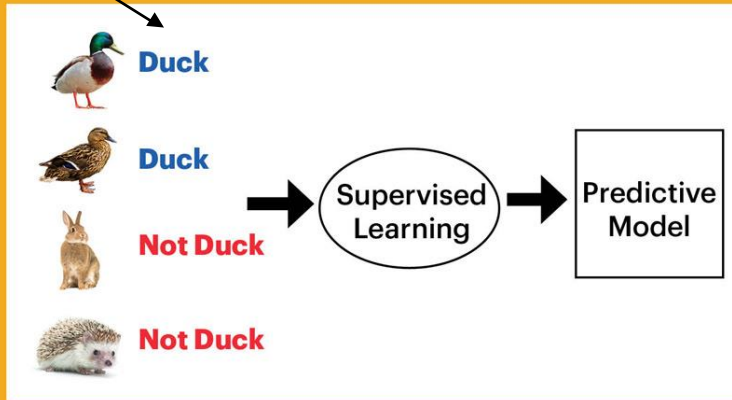 Duck
Duck
Not Duck
Not Duck
Supervised
Learning
Predictive
Model